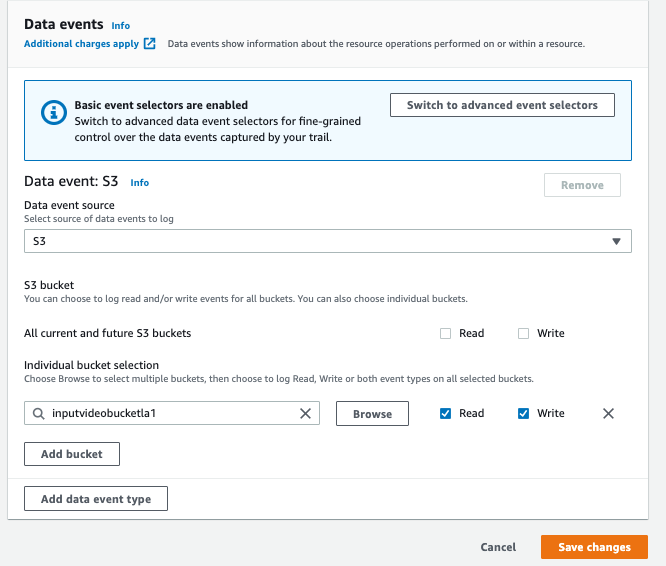 Data events Info
Additional charges apply Data events show information about the resource operations performed on or within a resource.
Basic event selectors are enabled
Switch to advanced data event selectors for fine-grained
control over the data events captured by your trail.
Switch to advanced event selectors
Data event: S3 Info
Remove
Data event source
Select source of data events to log
S3
S3 bucket
You can choose to log read and/or write events for all buckets. You can also choose individual buckets.
All current and future S3 buckets Read Write
Individual bucket selection
Choose Browse to select multiple buckets, then choose to log Read, Write or both event types on all selected buckets.
inputvideobucketla1 Browse Read Write
Add bucket
Add data event type
Cancel Save changes